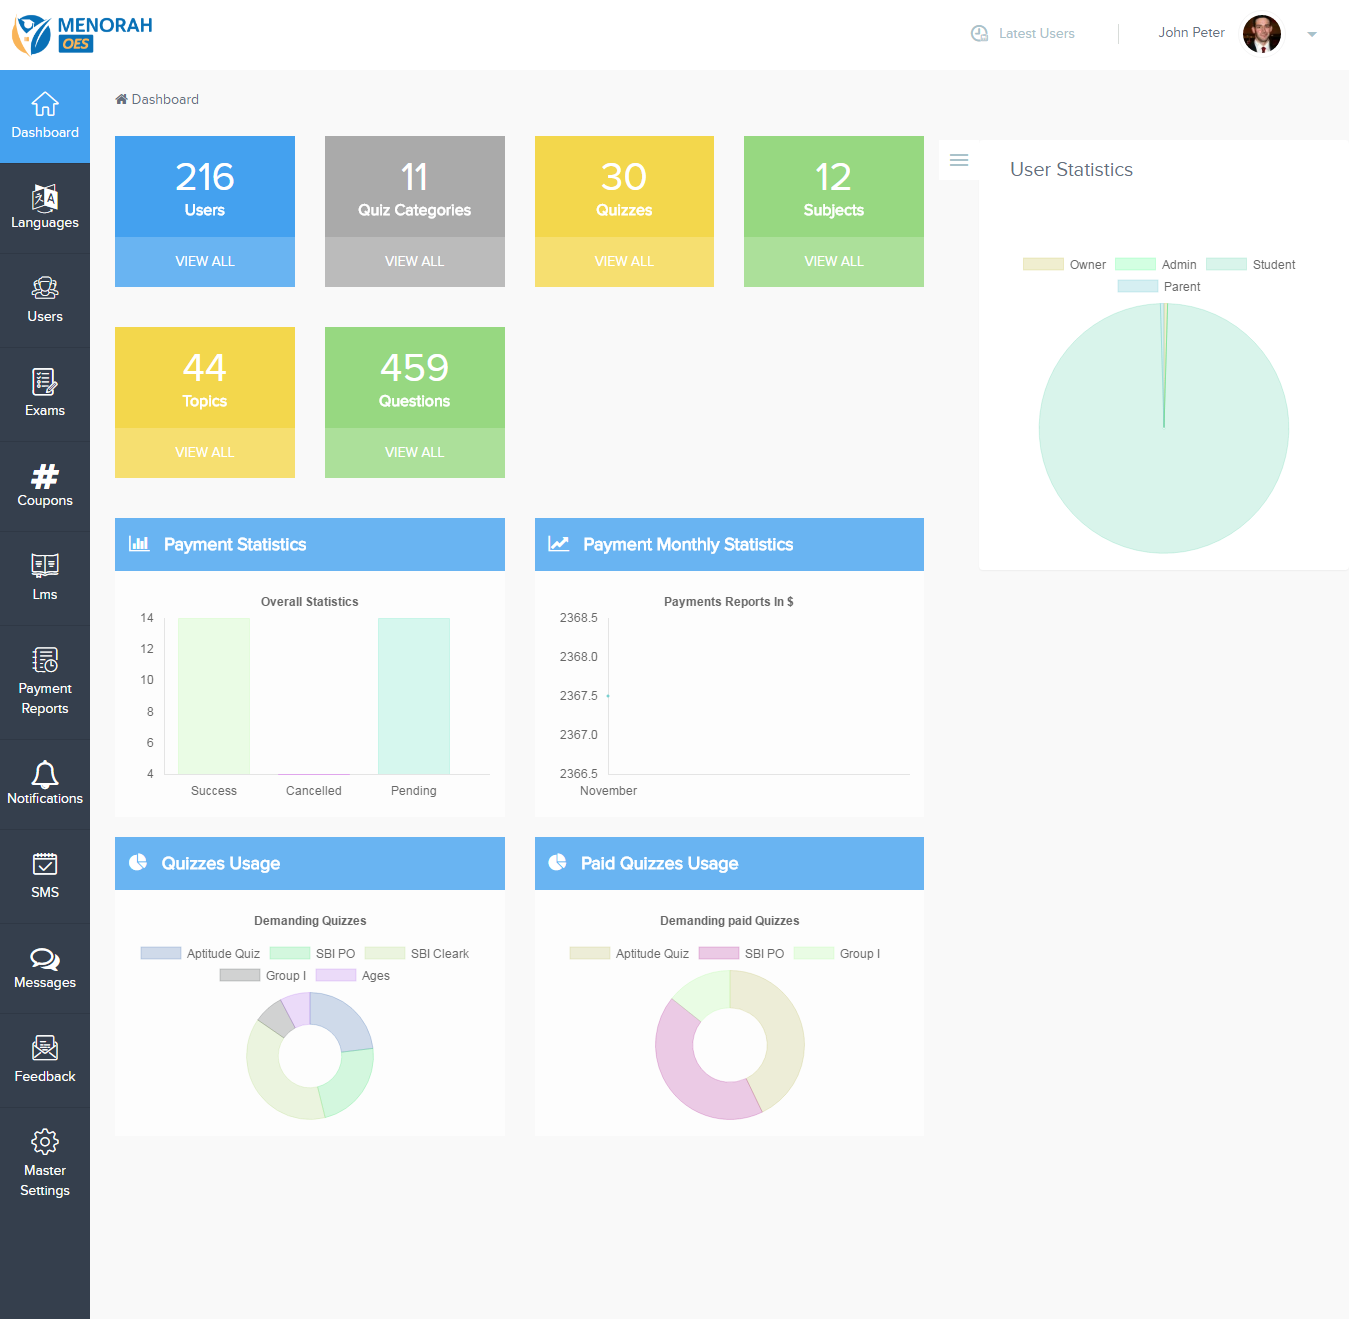 MENORAH
OES
Latest Users
John Peter
Dashboard
Languages
Users
Exams
Coupons
Lms
Payment
Reports
Notifications
SMS
Messages
Feedback
Master
Settings
Dashboard
216
Users
VIEW ALL
11
Quiz Categories
VIEW ALL
30
Quizzes
VIEW ALL
12
Subjects
VIEW ALL
44
Topics
VIEW ALL
459
Questions
VIEW ALL
User Statistics
Owner Admin Student
Parent
Payment Statistics
Overall Statistics
14
12
10
8
6
4
Success Cancelled Pending
Payment Monthly Statistics
Payments Reports In $
2368.5
2368.0
2367.5
2367.0
2366.5
November
Quizzes Usage
Demanding Quizzes
Aptitude Quiz SBI PO SBI Cleark
Group I Ages
Paid Quizzes Usage
Demanding paid Quizzes
Aptitude Quiz SBI PO Group I